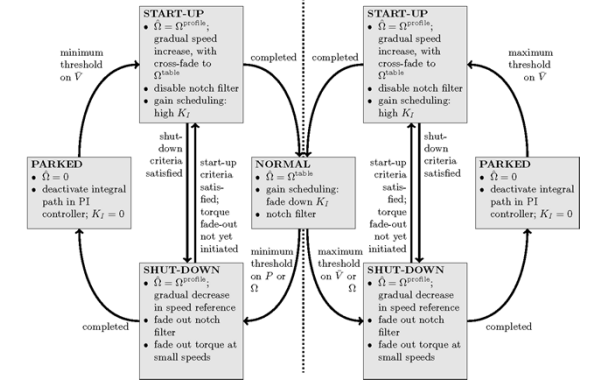 START-UP
• Ω̂ = Ω^profile;
gradual speed
increase, with
cross-fade to
Ω^table
• disable notch filter
• gain scheduling:
high K_I
START-UP
• Ω̂ = Ω^profile;
gradual speed
increase, with
cross-fade to
Ω^table
• disable notch filter
• gain scheduling:
high K_I
minimum
threshold
on V̄
completed
completed
maximum
threshold
on V̄
shut-
down
criteria
satisfied
start-up
criteria
satis-
fied;
torque
fade-out
not yet
initiated
start-up
criteria
satis-
fied;
torque
fade-out
not yet
initiated
shut-
down
criteria
satisfied
PARKED
• Ω̂ = 0
• deactivate integral
path in PI
controller; K_I = 0
NORMAL
• Ω̂ = Ω^table
• gain scheduling:
fade down K_I
• notch filter
PARKED
• Ω̂ = 0
• deactivate integral
path in PI
controller; K_I = 0
minimum
threshold
on P or
Ω
maximum
threshold
on V̄ or
Ω
SHUT-DOWN
• Ω̂ = Ω^profile;
gradual decrease
in speed reference
• fade out notch
filter
• fade out torque at
small speeds
SHUT-DOWN
• Ω̂ = Ω^profile;
gradual decrease
in speed reference
• fade out notch
filter
• fade out torque at
small speeds
completed
completed